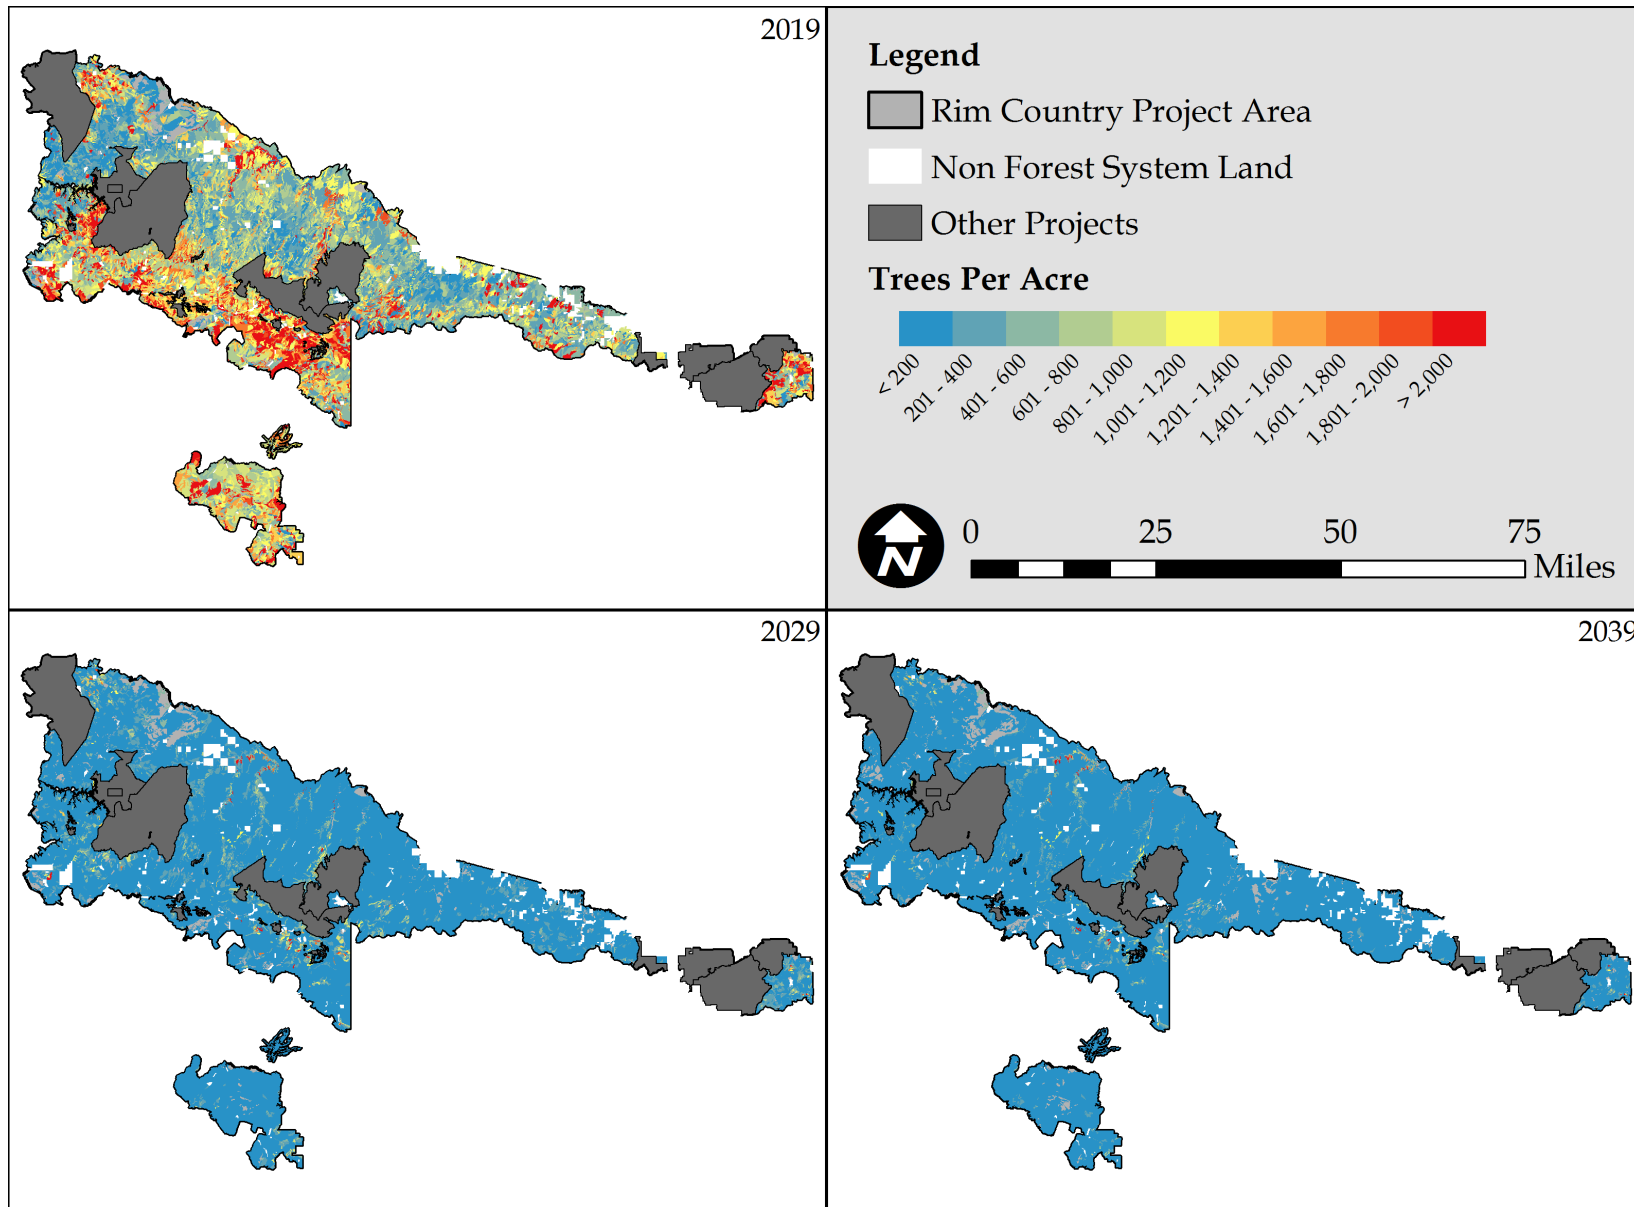 2019
Legend
Rim Country Project Area
Non Forest System Land
Other Projects
Trees Per Acre
< 200
201 - 400
401 - 600
601 - 800
801 - 1,000
1,001 - 1,200
1,201 - 1,400
1,401 - 1,600
1,601 - 1,800
1,801 - 2,000
> 2,000
N
0 25 50 75
Miles
2029
2039